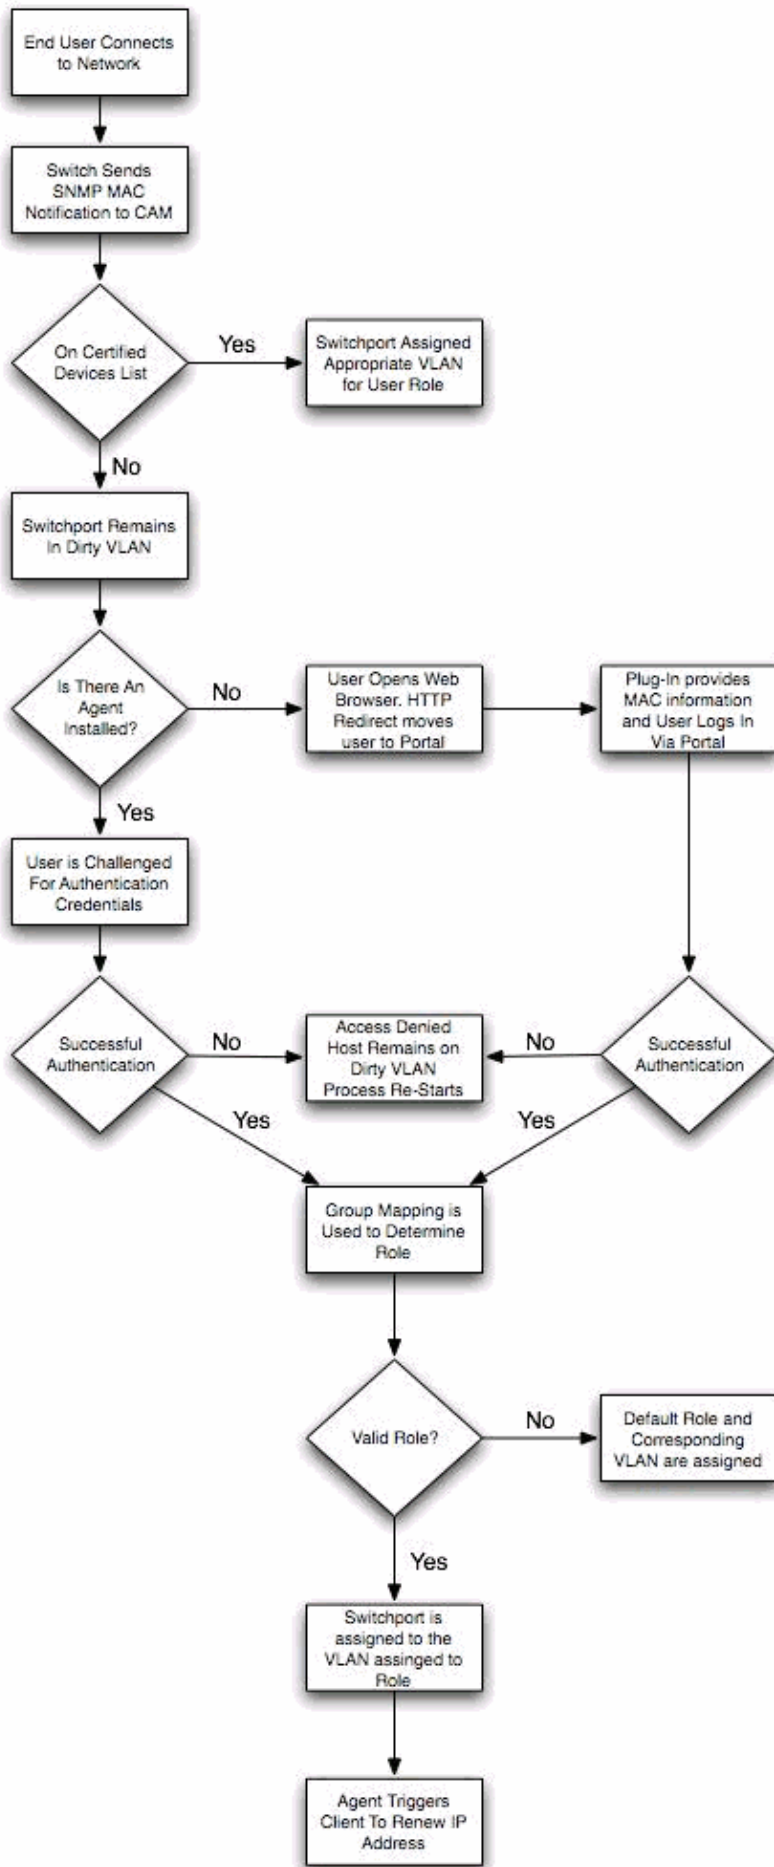 End User Connects
to Network
Switch Sends
SNMP MAC
Notification to CAM
On Certified
Devices List
Yes
Switchport Assigned
Appropriate VLAN
for User Role
No
Switchport Remains
In Dirty VLAN
Is There An
Agent
Installed?
No
User Opens Web
Browser. HTTP
Redirect moves
user to Portal
Plug-In provides
MAC information
and User Logs In
Via Portal
Yes
User is Challenged
For Authentication
Credentials
Successful
Authentication
No
Access Denied
Host Remains on
Dirty VLAN
Process Re-Starts
No
Successful
Authentication
Yes
Yes
Group Mapping is
Used to Determine
Role
Valid Role?
No
Default Role and
Corresponding
VLAN are assigned
Yes
Switchport is
assigned to the
VLAN assinged to
Role
Agent Triggers
Client To Renew IP
Address